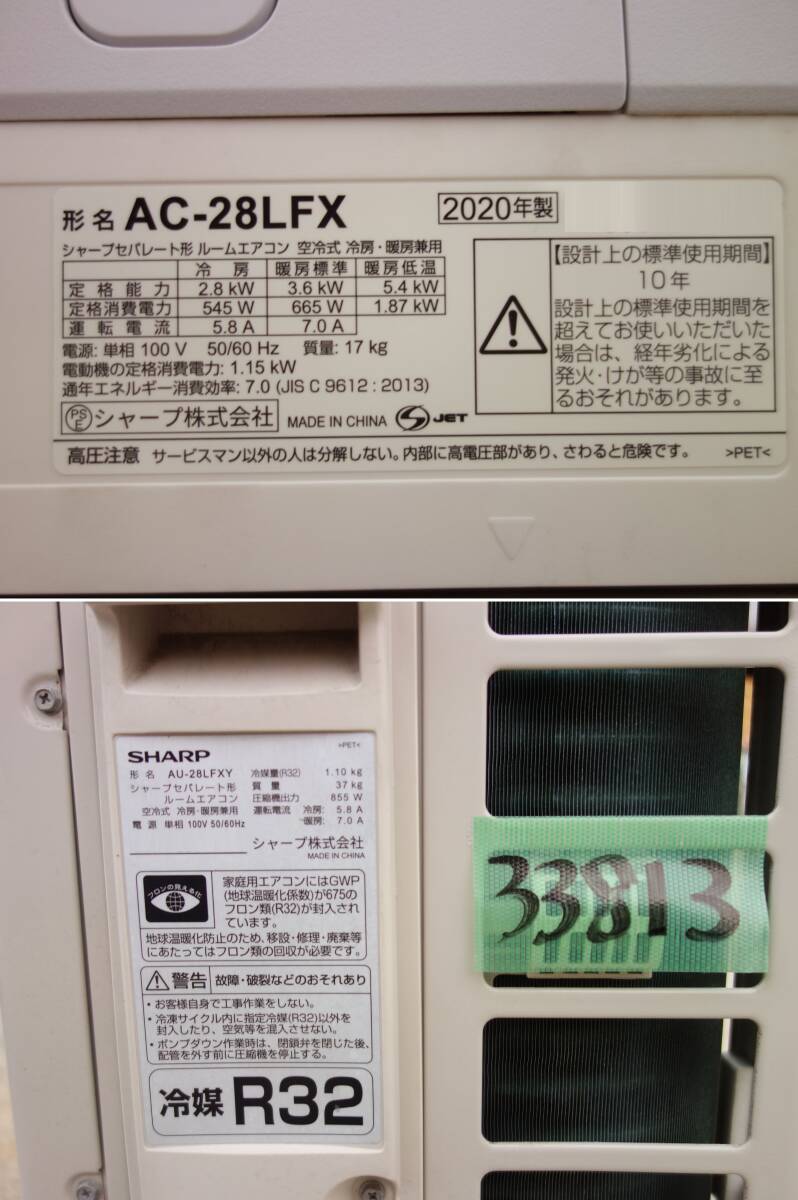 形名 AC-28LFX 2020年製
シャープセパレート形 ルームエアコン 空冷式 冷房・暖房兼用
冷房 暖房標準 暖房低温
定格能力 2.8 kW 3.6 kW 5.4 kW
定格消費電力 545 W 665 W 1.87 kW
運転電流 5.8 A 7.0 A
電源: 単相 100 V 50/60 Hz 質量: 17 kg
電動機の定格消費電力: 1.15 kW
通年エネルギー消費効率: 7.0 (JIS C 9612 : 2013)
PSE シャープ株式会社 MADE IN CHINA JET
【設計上の標準使用期間】
10年
設計上の標準使用期間を
超えてお使いいただいた
場合は、経年劣化による
発火・けが等の事故に至
るおそれがあります。
高圧注意 サービスマン以外の人は分解しない。内部に高電圧部があり、さわると危険です。 >PET<
>PET<
SHARP
形名 AU-28LFXY
シャープセパレート形
ルームエアコン
空冷式 冷房・暖房兼用
電源 単相 100V 50/60Hz
冷媒量(R32) 1.10 kg
質量 37 kg
圧縮機出力 855 W
運転電流 冷房: 5.8 A
暖房: 7.0 A
シャープ株式会社
MADE IN CHINA
フロンの見える化
家庭用エアコンにはGWP
(地球温暖化係数)が675の
フロン類(R32)が封入され
ています。
地球温暖化防止のため、移設・修理・廃棄等
にあたってはフロン類の回収が必要です。
警告 故障・破裂などのおそれあり
・お客様自身で工事作業をしない。
・冷凍サイクル内に指定冷媒(R32)以外を
封入したり、空気等を混入させない。
・ポンプダウン作業時は、閉鎖弁を閉じた後、
配管を外す前に圧縮機を停止する。
冷媒 R32
33813